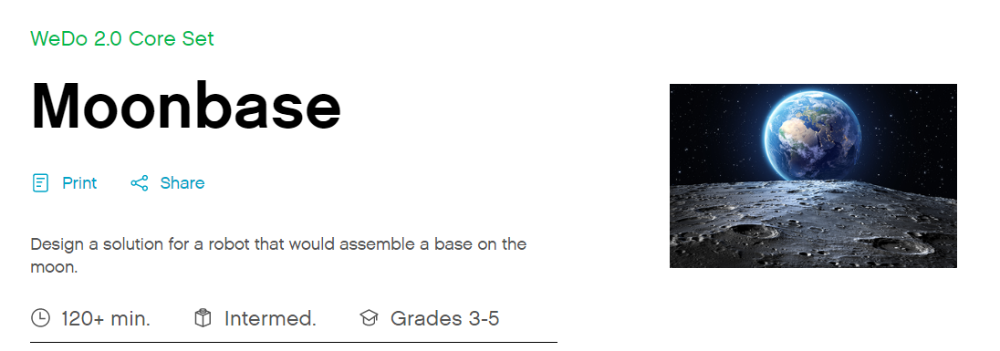 WeDo 2.0 Core Set
Moonbase
Print Share
Design a solution for a robot that would assemble a base on the
moon.
120+ min. Intermed. Grades 3-5